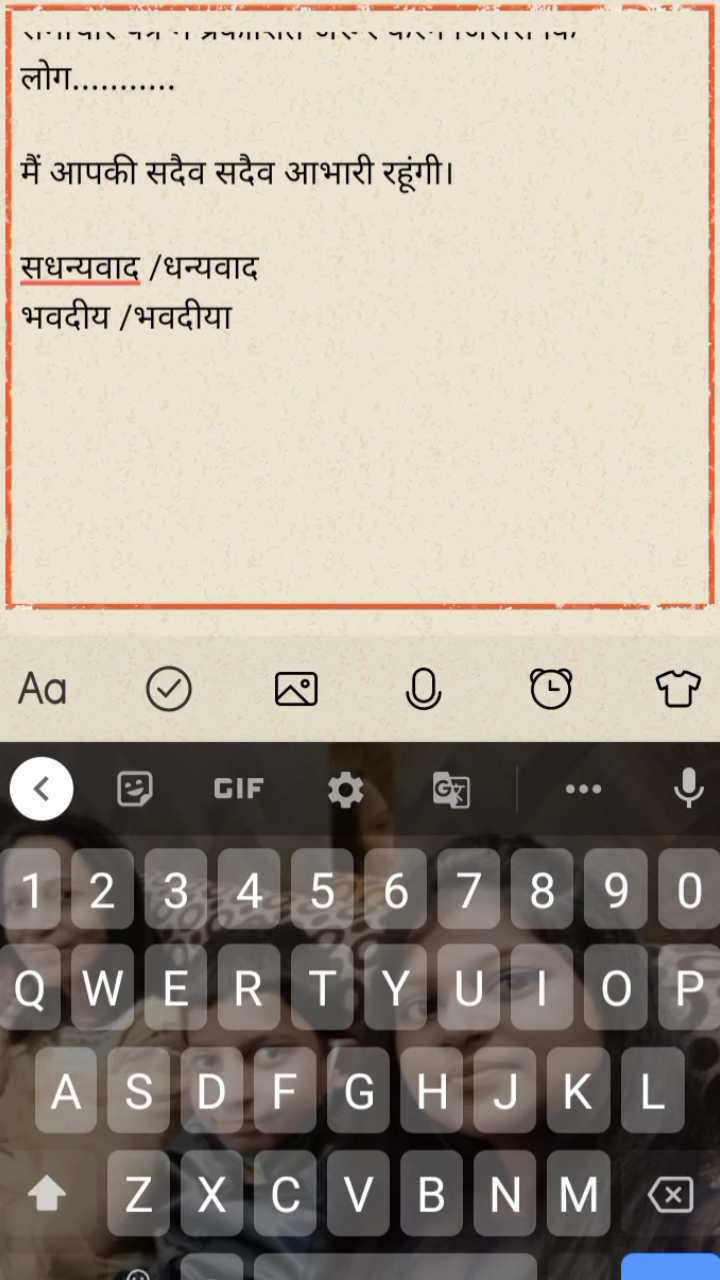 लोग...........
मैं आपकी सदैव सदैव आभारी रहूंगी।
सधन्यवाद /धन्यवाद
भवदीय /भवदीया
Aa
GIF
1 2 3 4 5 6 7 8 9 0
Q W E R T Y U I O P
A S D F G H J K L
Z X C V B N M